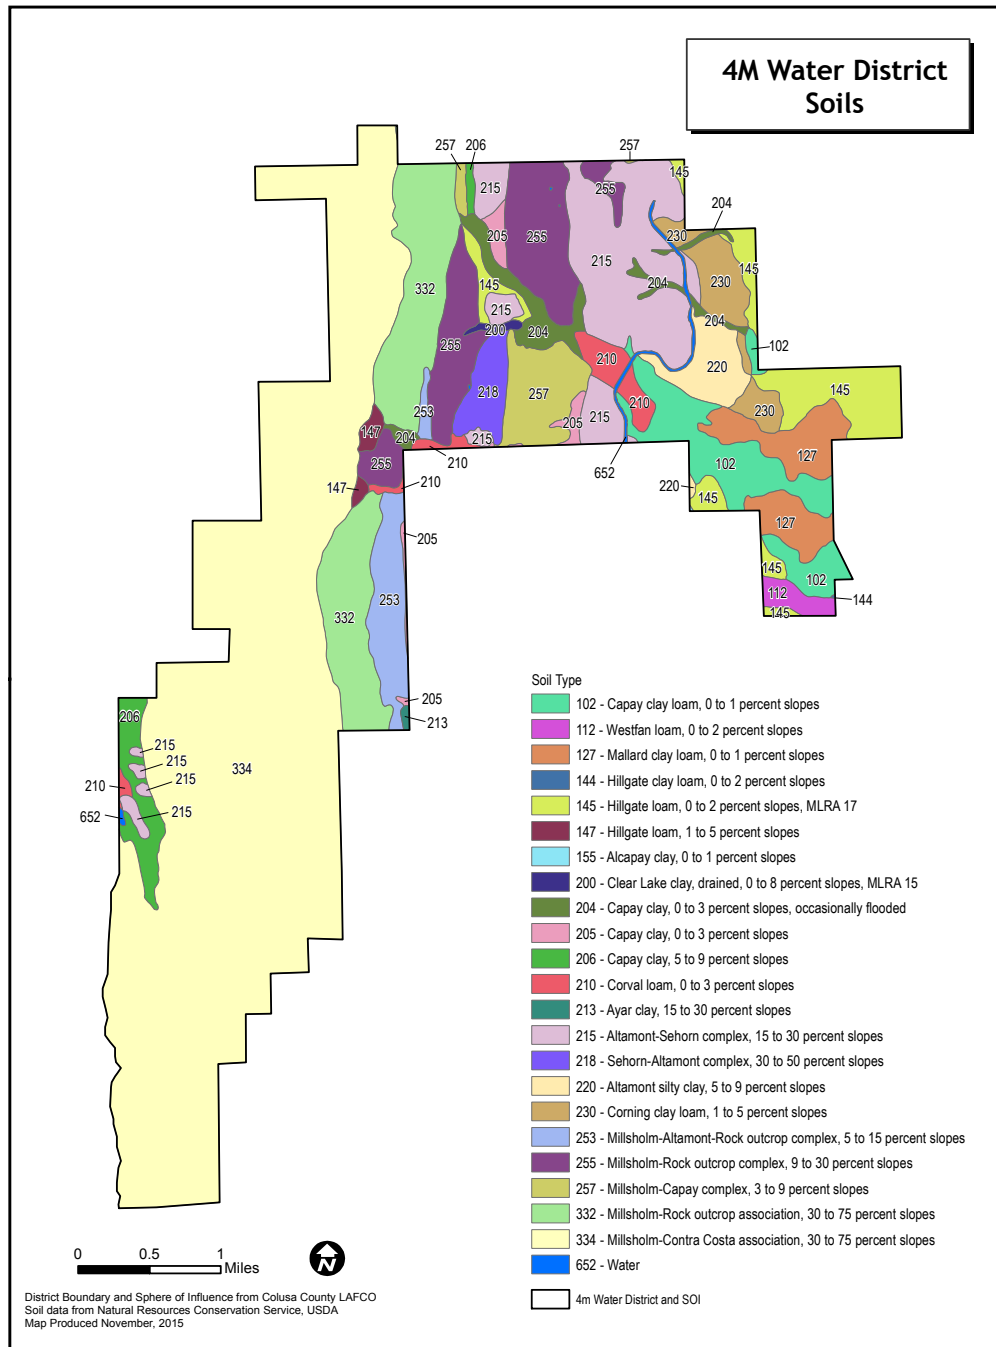 4M Water District
Soils
257
206
257
215
255
145
204
205
255
230
215
145
332
145
230
204
215
200
204
204
102
255
210
220
218
257
145
253
210
230
205
215
147
204
215
127
210
652
102
255
147
210
220
145
205
127
253
145
102
332
112
144
145
205
213
206
215
215
334
210
215
652
215
Soil Type
102 - Capay clay loam, 0 to 1 percent slopes
112 - Westfan loam, 0 to 2 percent slopes
127 - Mallard clay loam, 0 to 1 percent slopes
144 - Hillgate clay loam, 0 to 2 percent slopes
145 - Hillgate loam, 0 to 2 percent slopes, MLRA 17
147 - Hillgate loam, 1 to 5 percent slopes
155 - Alcapay clay, 0 to 1 percent slopes
200 - Clear Lake clay, drained, 0 to 8 percent slopes, MLRA 15
204 - Capay clay, 0 to 3 percent slopes, occasionally flooded
205 - Capay clay, 0 to 3 percent slopes
206 - Capay clay, 5 to 9 percent slopes
210 - Corval loam, 0 to 3 percent slopes
213 - Ayar clay, 15 to 30 percent slopes
215 - Altamont-Sehorn complex, 15 to 30 percent slopes
218 - Sehorn-Altamont complex, 30 to 50 percent slopes
220 - Altamont silty clay, 5 to 9 percent slopes
230 - Corning clay loam, 1 to 5 percent slopes
253 - Millsholm-Altamont-Rock outcrop complex, 5 to 15 percent slopes
255 - Millsholm-Rock outcrop complex, 9 to 30 percent slopes
257 - Millsholm-Capay complex, 3 to 9 percent slopes
332 - Millsholm-Rock outcrop association, 30 to 75 percent slopes
334 - Millsholm-Contra Costa association, 30 to 75 percent slopes
652 - Water
4m Water District and SOI
0 0.5 1
Miles
N
District Boundary and Sphere of Influence from Colusa County LAFCO
Soil data from Natural Resources Conservation Service, USDA
Map Produced November, 2015